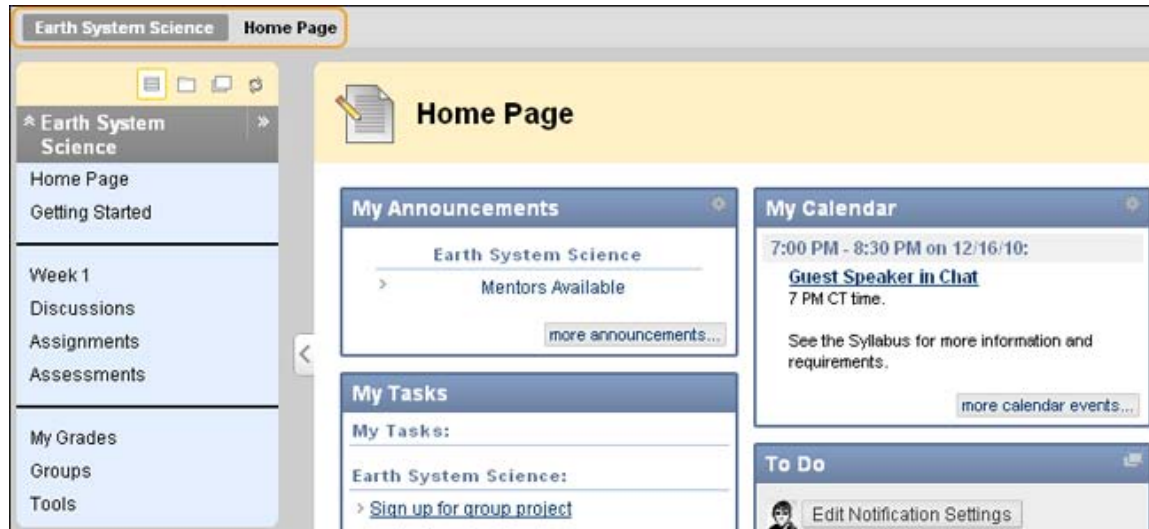 Earth System Science Home Page
Earth System
Science
Home Page
Getting Started
Week 1
Discussions
Assignments
Assessments
My Grades
Groups
Tools
Home Page
My Announcements
Earth System Science
Mentors Available
more announcements...
My Tasks
My Tasks:
Earth System Science:
Sign up for group project
My Calendar
7:00 PM - 8:30 PM on 12/16/10:
Guest Speaker in Chat
7 PM CT time.
See the Syllabus for more information and
requirements.
more calendar events...
To Do
Edit Notification Settings